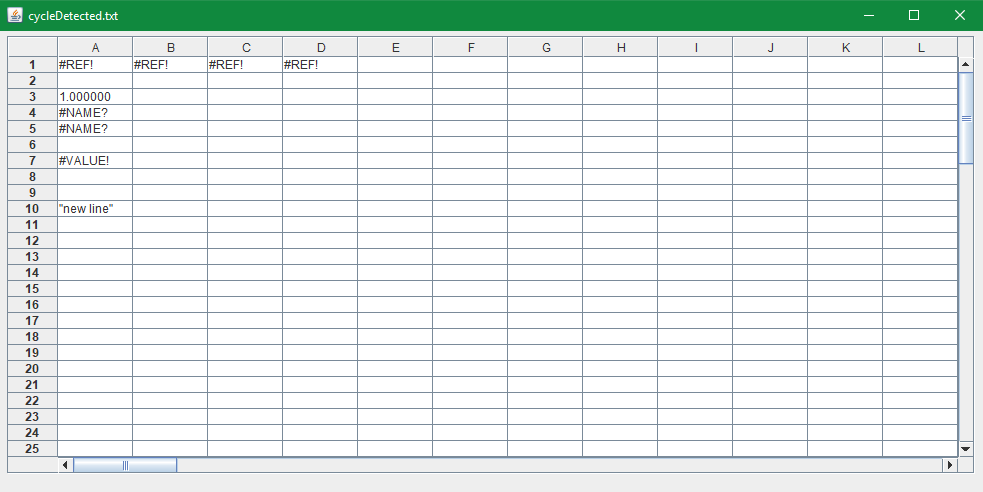 cycleDetected.txt
A B C D E F G H I J K L
1 #REF! #REF! #REF! #REF!
2
3 1.000000
4 #NAME?
5 #NAME?
6
7 #VALUE!
8
9
10 "new line"
11
12
13
14
15
16
17
18
19
20
21
22
23
24
25